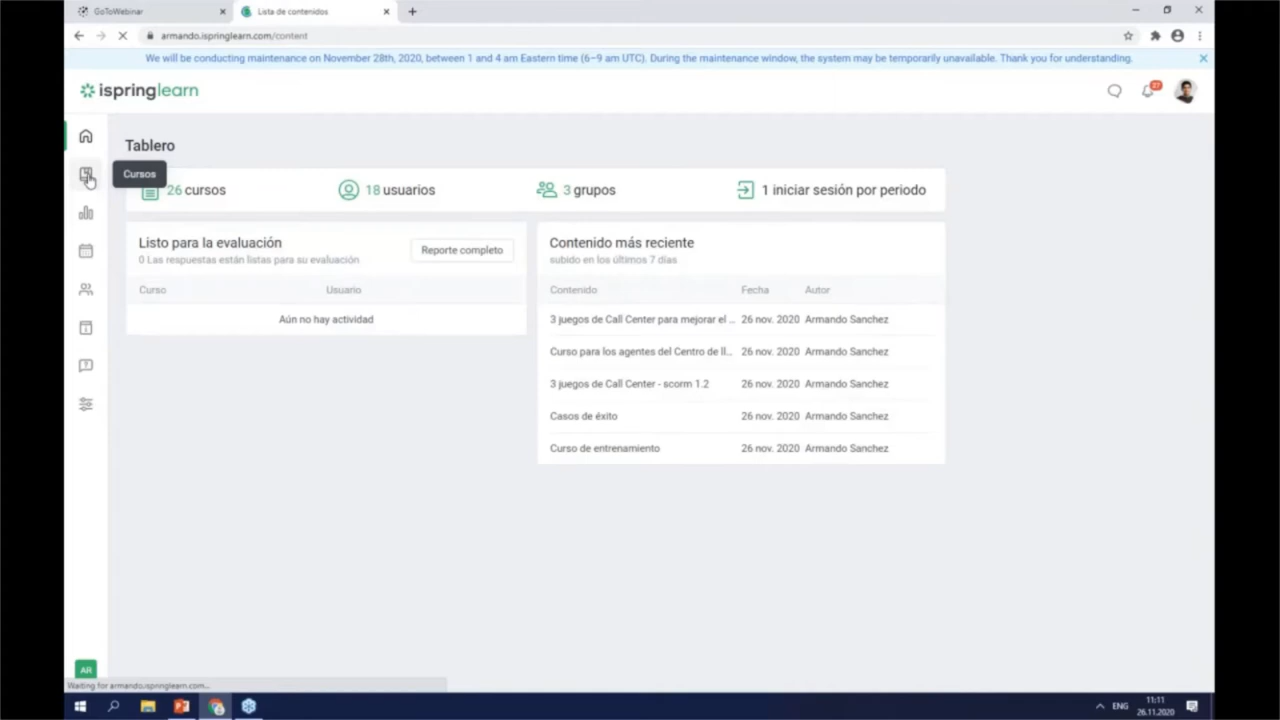 GoToWebinar
Lista de contenidos
armando.ispringlearn.com/content
We will be conducting maintenance on November 28th, 2020, between 1 and 4 am Eastern time (6–9 am UTC). During the maintenance window, the system may be temporarily unavailable. Thank you for understanding.
ispringlearn
27
Tablero
Cursos
26 cursos
18 usuarios
3 grupos
1 iniciar sesión por periodo
Listo para la evaluación
0 Las respuestas están listas para su evaluación
Reporte completo
Curso Usuario
Aún no hay actividad
Contenido más reciente
subido en los últimos 7 días
Contenido Fecha Autor
3 juegos de Call Center para mejorar el ... 26 nov. 2020 Armando Sanchez
Curso para los agentes del Centro de ll... 26 nov. 2020 Armando Sanchez
3 juegos de Call Center - scorm 1.2 26 nov. 2020 Armando Sanchez
Casos de éxito 26 nov. 2020 Armando Sanchez
Curso de entrenamiento 26 nov. 2020 Armando Sanchez
AR
Waiting for armando.ispringlearn.com...
ENG
11:11
26.11.2020